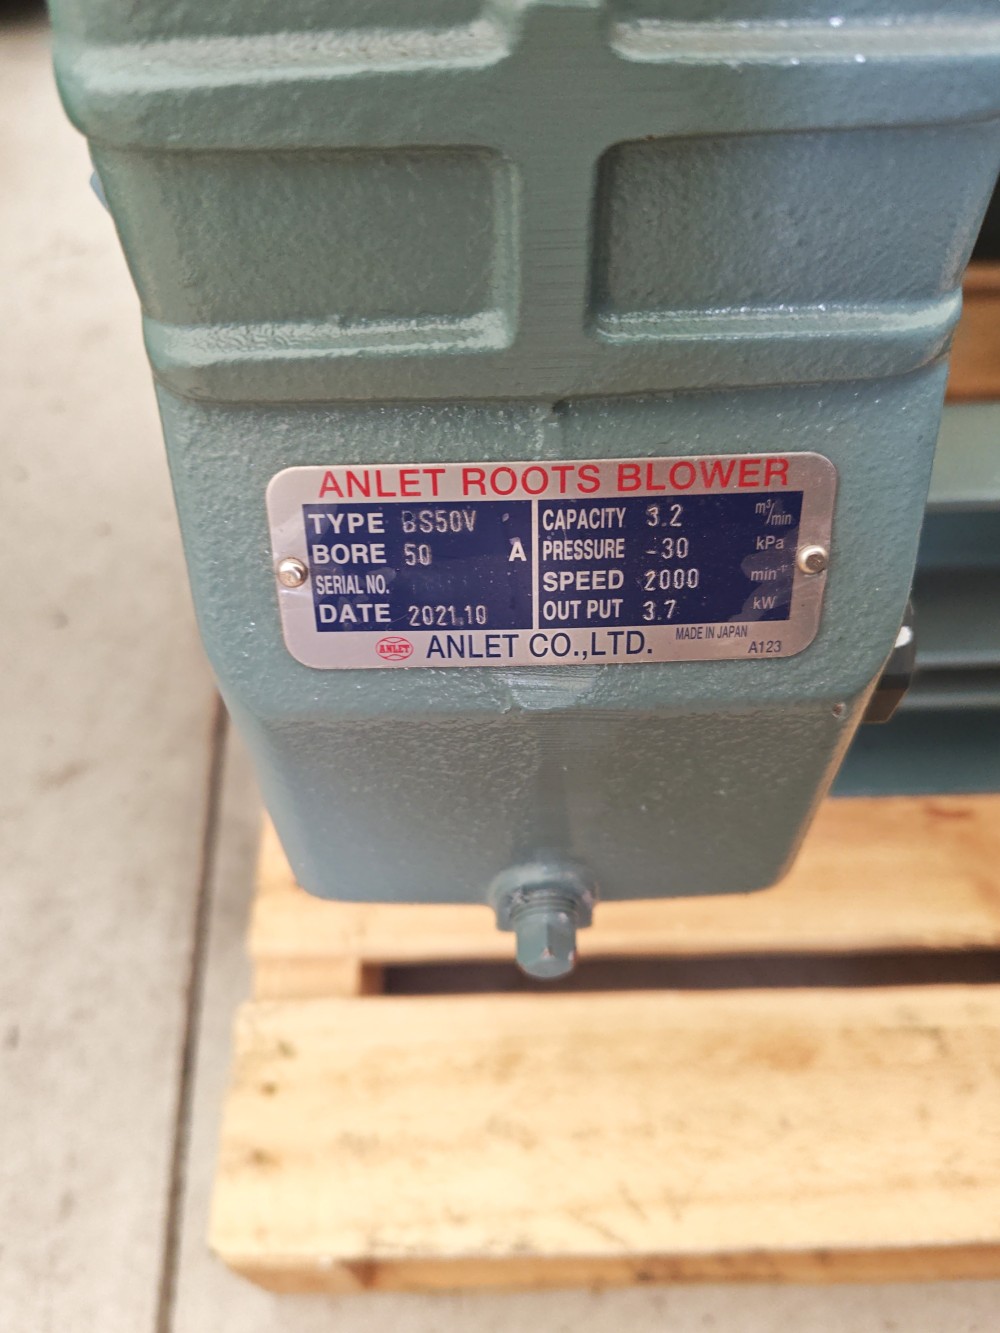 ANLET ROOTS BLOWER
TYPE BS50V
BORE 50 A
SERIAL NO.
DATE 2021.10
CAPACITY 3.2 m³/min
PRESSURE -30 kPa
SPEED 2000 min⁻¹
OUT PUT 3.7 kW
ANLET ANLET CO.,LTD. MADE IN JAPAN
A123